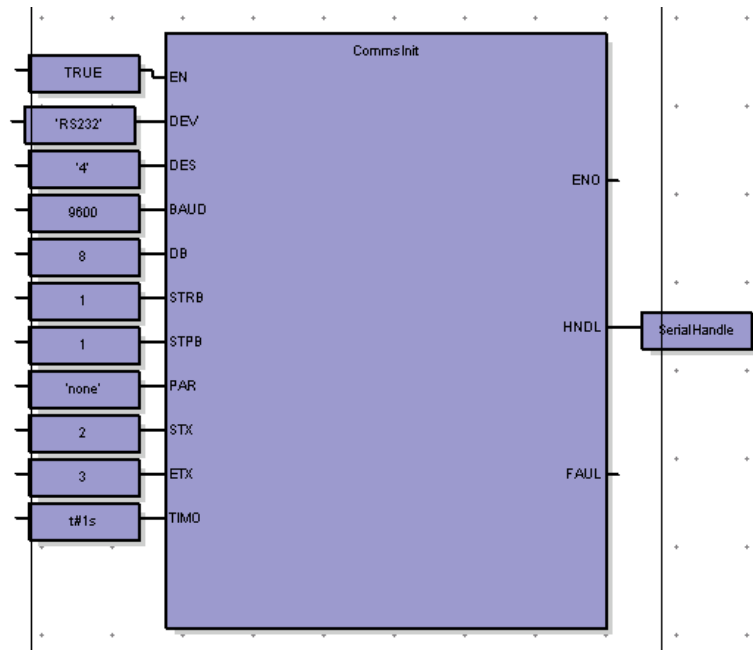 CommsInit
TRUE EN
'RS232' DEV
'4' DES
ENO
9600 BAUD
8 DB
1 STRB
HNDL SerialHandle
1 STPB
'none' PAR
2 STX
3 ETX
FAUL
t#1s TIMO